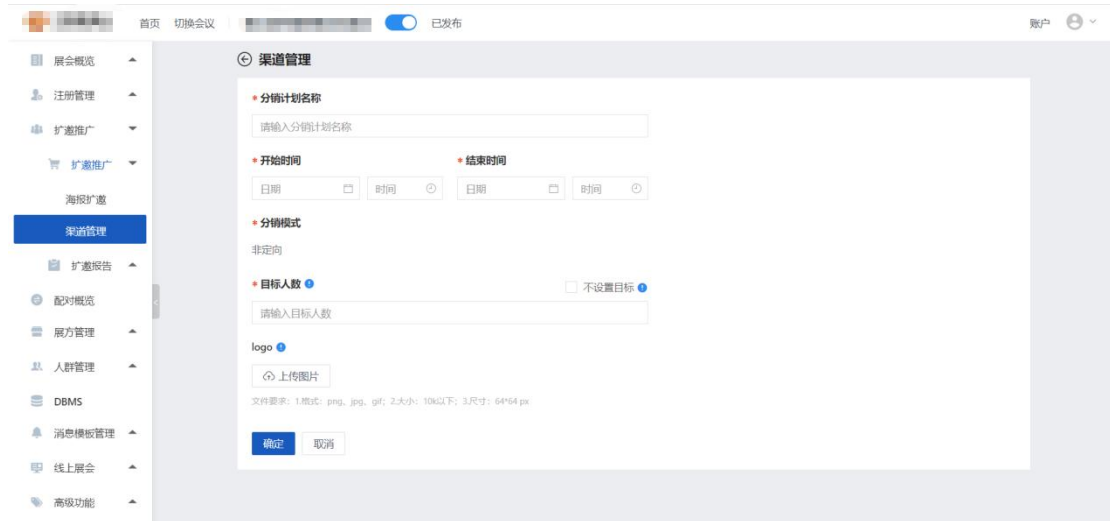 首页 切换会议 已发布 账户
展会概览
注册管理
扩邀推广
扩邀推广
海报扩邀
渠道管理
扩邀报告
配对概览
展方管理
人群管理
DBMS
消息模板管理
线上展会
高级功能
渠道管理
* 分销计划名称
请输入分销计划名称
* 开始时间 * 结束时间
日期 时间 日期 时间
* 分销模式
非定向
* 目标人数 不设置目标
请输入目标人数
logo
上传图片
文件要求：1.格式：png, jpg, gif; 2.大小：10k以下; 3.尺寸：64*64 px
确定 取消